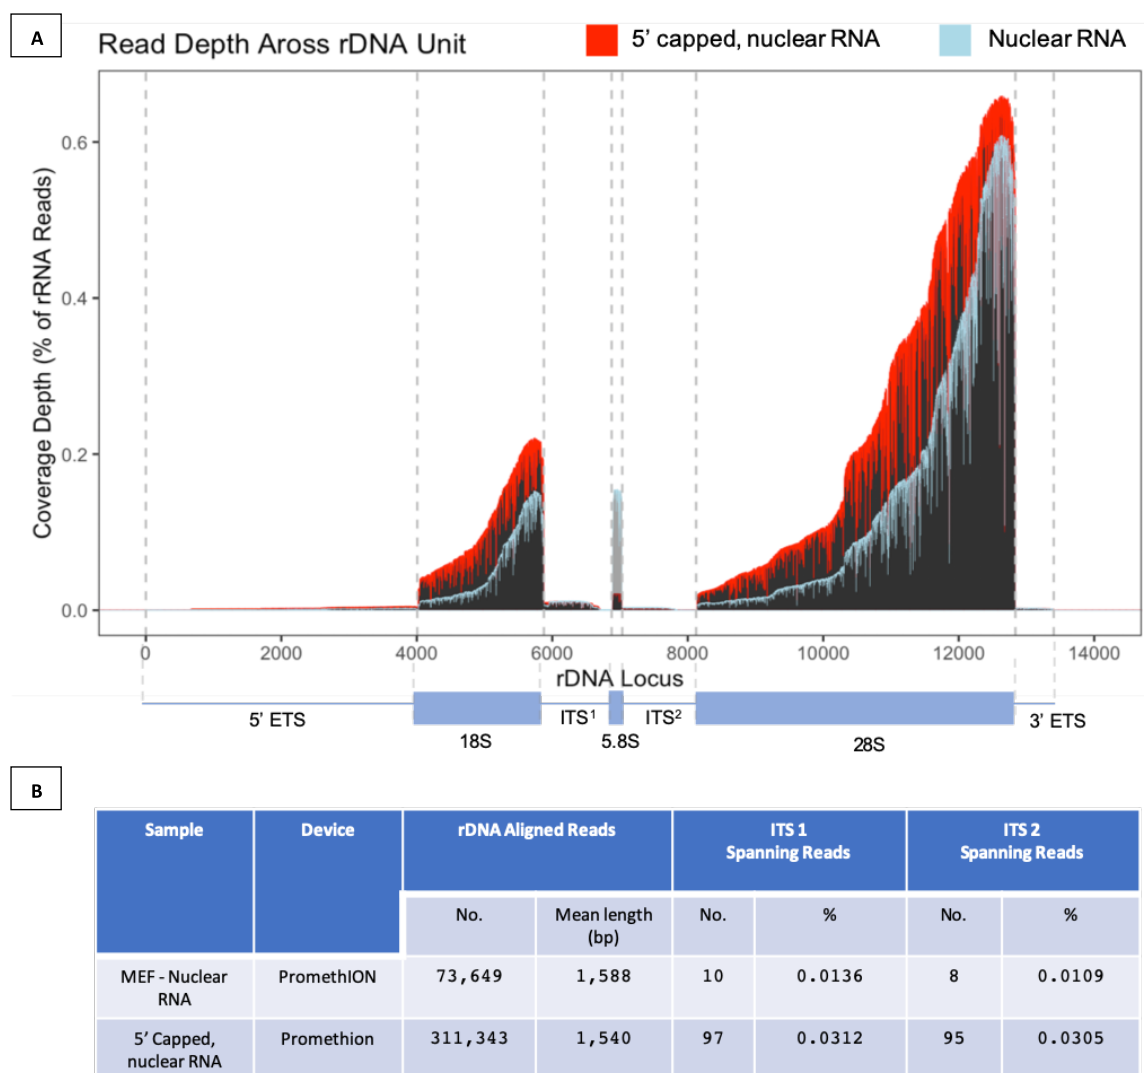 A
Read Depth Aross rDNA Unit
5' capped, nuclear RNA
Nuclear RNA
Coverage Depth (% of rRNA Reads)
0.6
0.4
0.2
0.0
0 2000 4000 6000 8000 10000 12000 14000
rDNA Locus
5' ETS
18S
ITS¹
5.8S
ITS²
28S
3' ETS
B
Sample Device rDNA Aligned Reads ITS 1 ITS 2
Spanning Reads Spanning Reads
No. Mean length No. % No. %
(bp)
MEF - Nuclear PromethION 73,649 1,588 10 0.0136 8 0.0109
RNA
5' Capped, Promethion 311,343 1,540 97 0.0312 95 0.0305
nuclear RNA